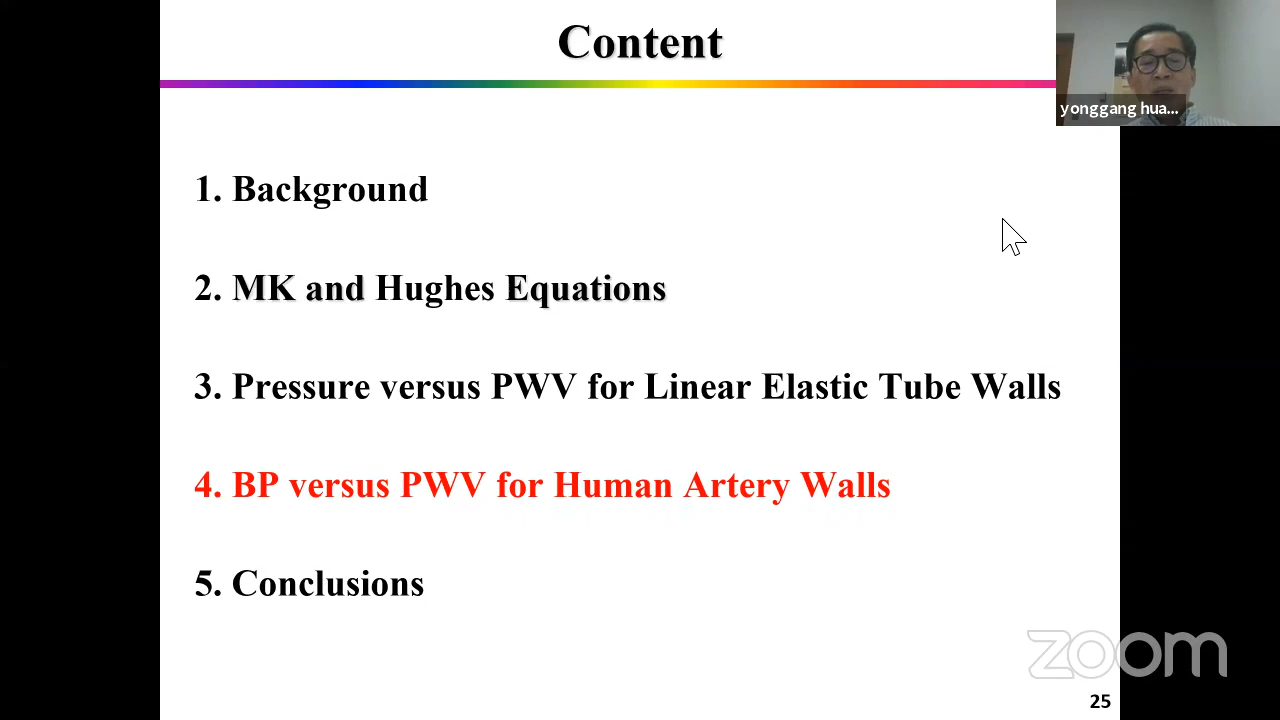 Content
yonggang hua...
1. Background
2. MK and Hughes Equations
3. Pressure versus PWV for Linear Elastic Tube Walls
4. BP versus PWV for Human Artery Walls
5. Conclusions
zoom
25